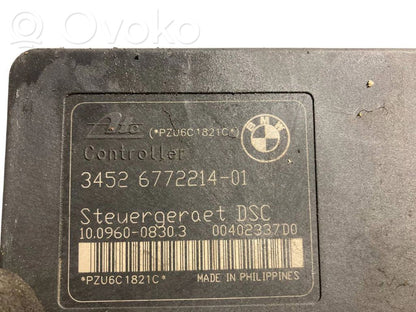 OVOKO
Ate (*PZU6C1821C*)
BMW
Controller
3452 6772214-01
Steuergeraet DSC
10.0960-0830.3 00402337D0
*PZU6C1821C* MADE IN PHILIPPINES